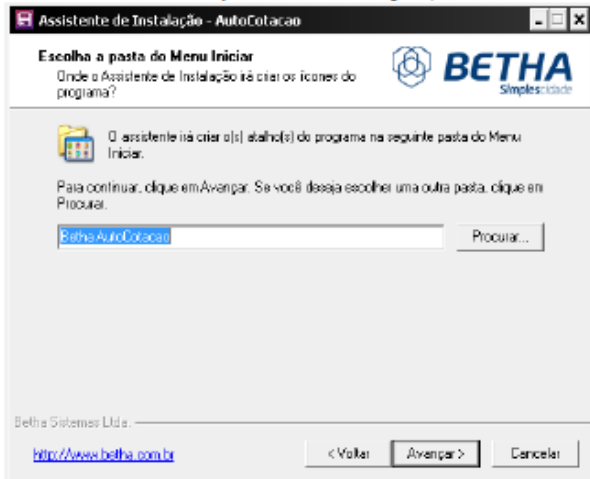 Assistente de Instalação - AutoCotacao
Escolha a pasta do Menu Iniciar
Onde o Assistente de Instalação irá criar os ícones do
programa?
BETHA
Simplescidade
O assistente irá criar o(s) atalho(s) do programa na seguinte pasta do Menu
Iniciar.
Para continuar, clique em Avançar. Se você deseja escolher uma outra pasta, clique em
Procurar.
Betha AutoCotacao
Procurar...
Betha Sistemas Ltda.
http://www.betha.com.br
< Voltar
Avançar >
Cancelar